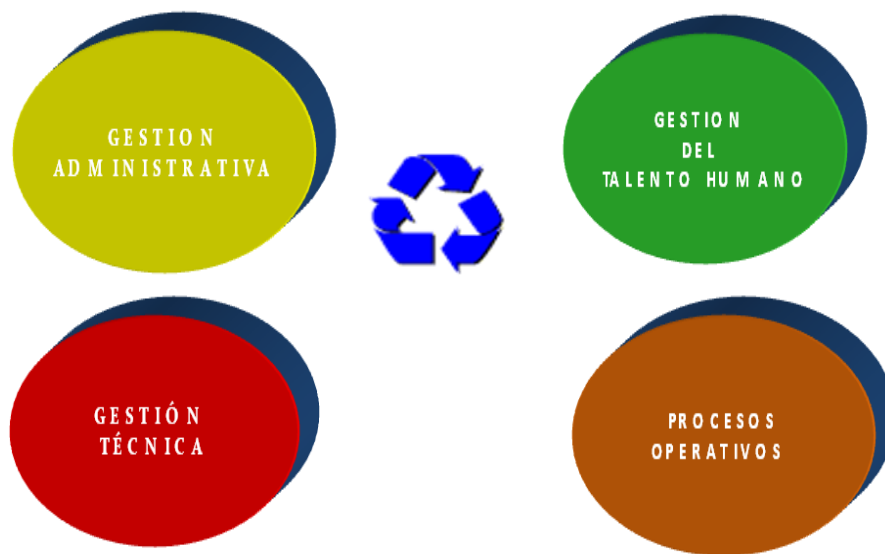 GESTION
ADMINISTRATIVA
GESTION
DEL
TALENTO HUMANO
GESTIÓN
TÉCNICA
PROCESOS
OPERATIVOS